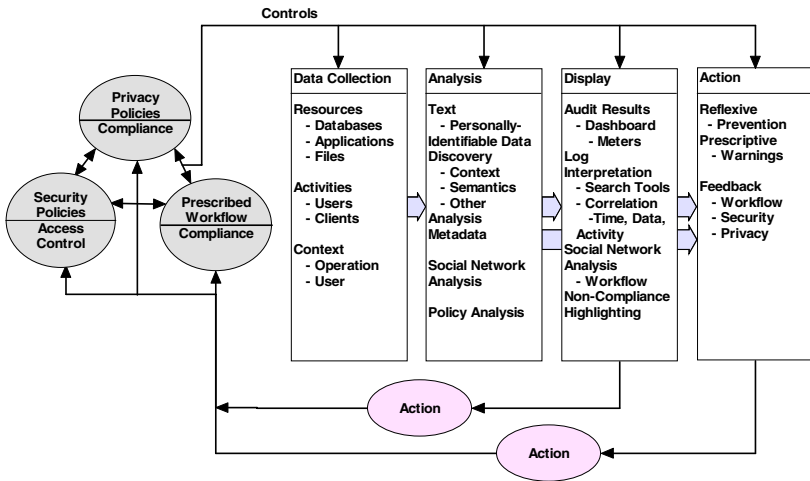 Controls
Privacy
Policies
Compliance
Security
Policies
Access
Control
Prescribed
Workflow
Compliance
Data Collection
Resources
- Databases
- Applications
- Files
Activities
- Users
- Clients
Context
- Operation
- User
Analysis
Text
- Personally-
Identifiable Data
Discovery
- Context
- Semantics
- Other
Analysis
Metadata
Social Network
Analysis
Policy Analysis
Display
Audit Results
- Dashboard
- Meters
Log
Interpretation
- Search Tools
- Correlation
-Time, Data,
Activity
Social Network
Analysis
- Workflow
Non-Compliance
Highlighting
Action
Reflexive
- Prevention
Prescriptive
- Warnings
Feedback
- Workflow
- Security
- Privacy
Action
Action